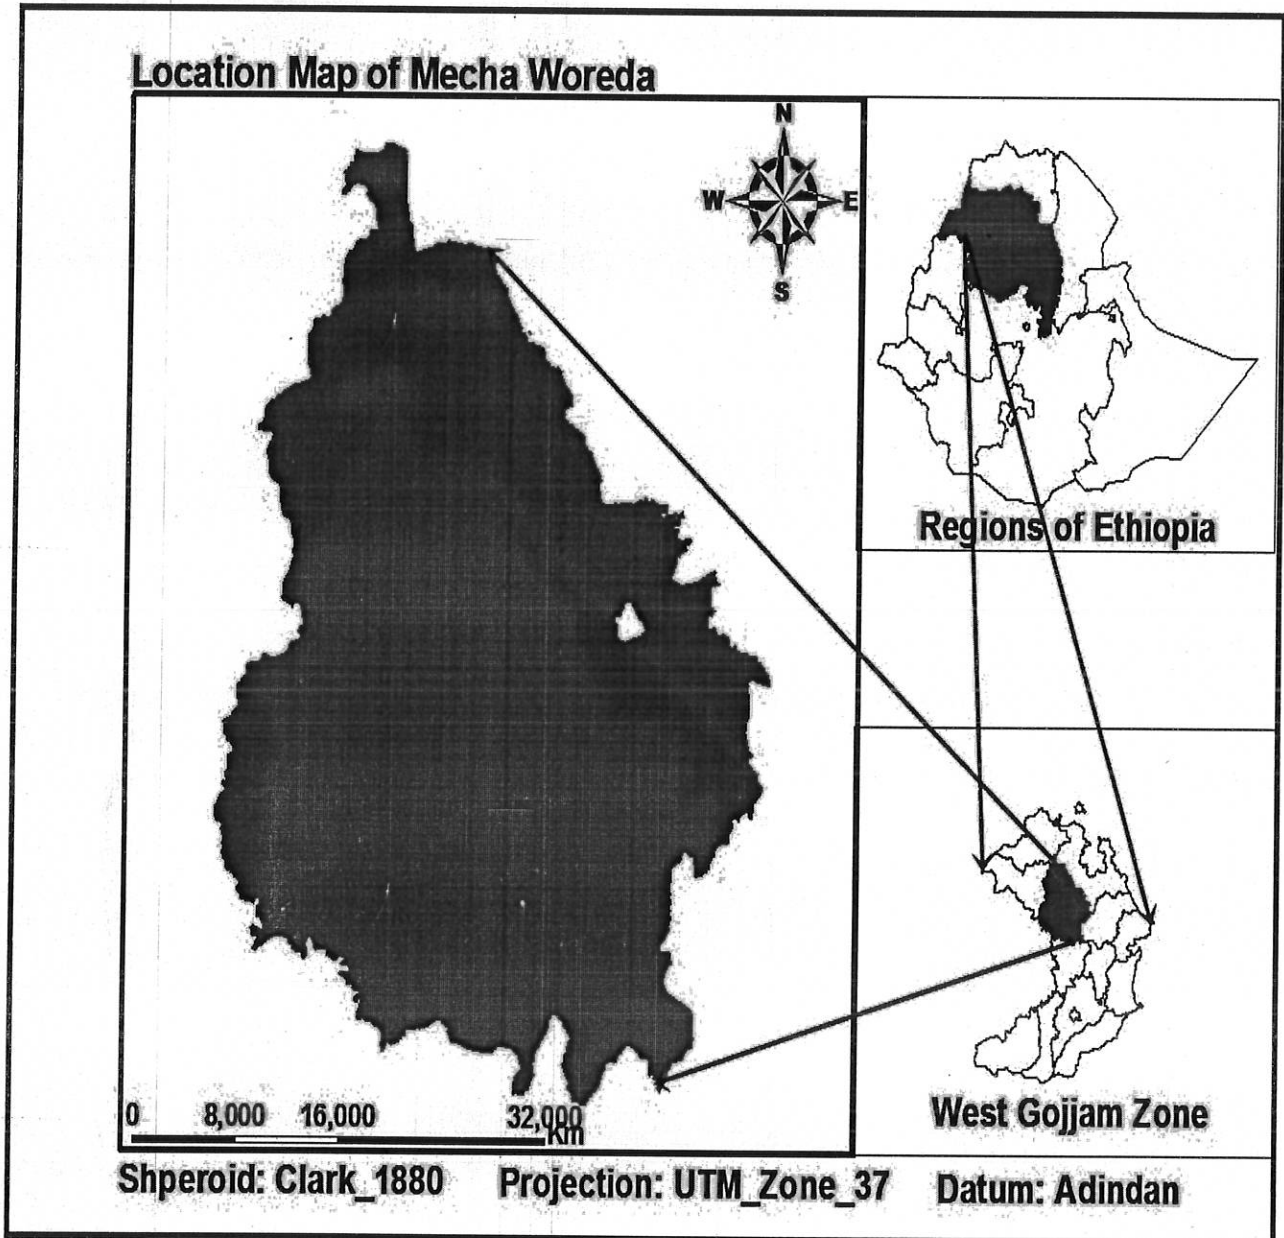 Location Map of Mecha Woreda
N
W E
S
Regions of Ethiopia
0 8,000 16,000 32,000
Km
West Gojjam Zone
Shperoid: Clark_1880 Projection: UTM_Zone_37 Datum: Adindan